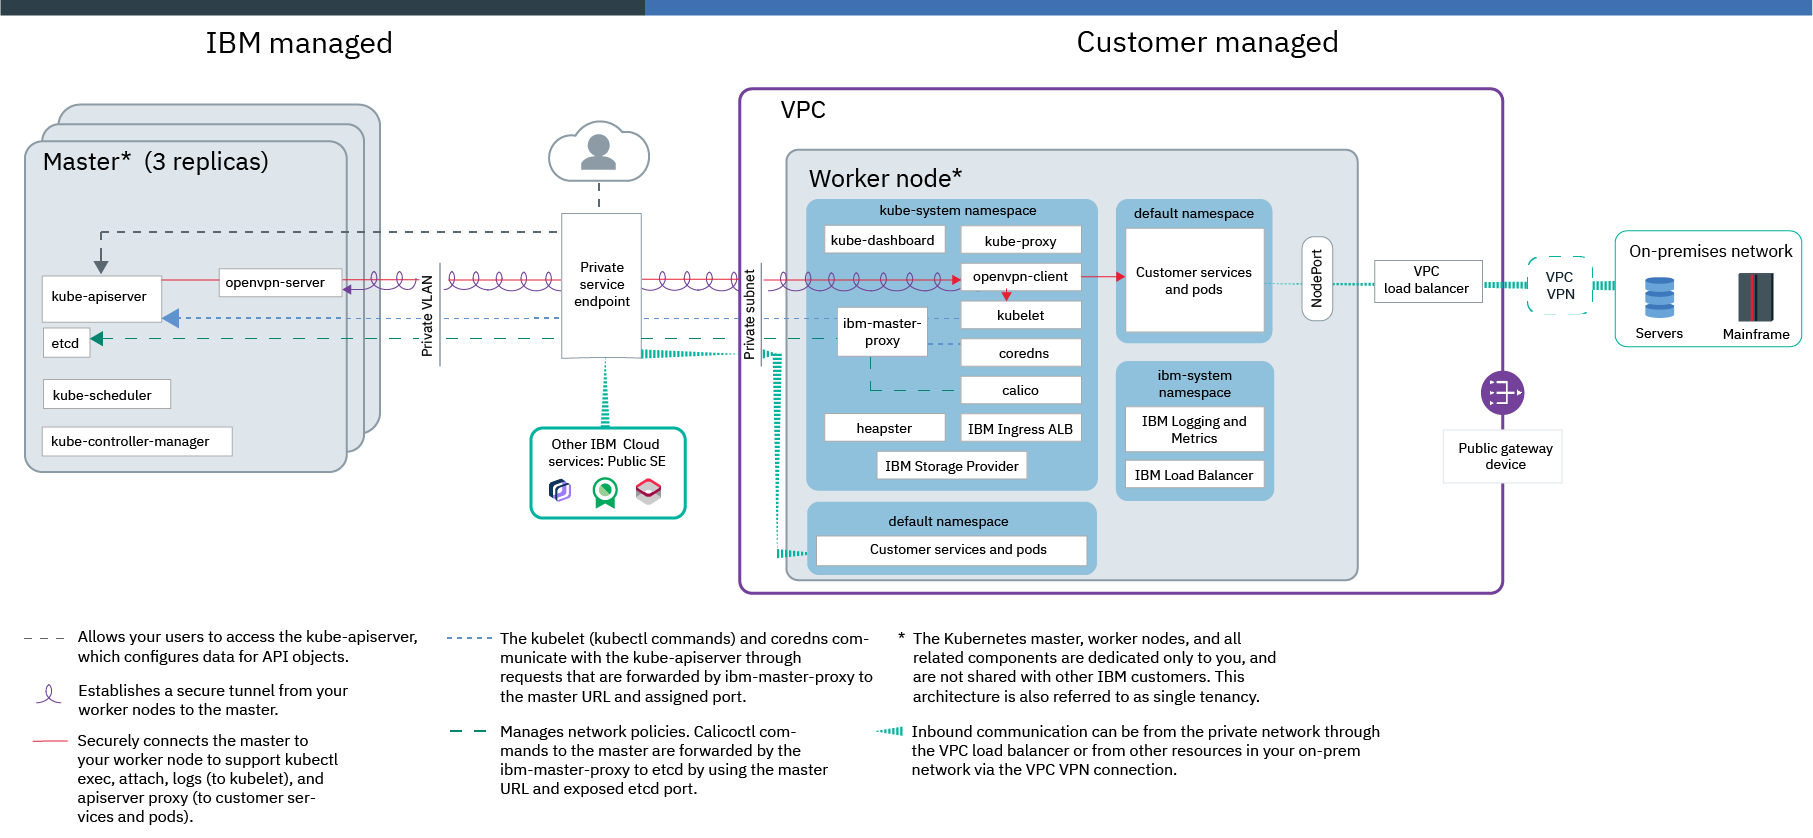 IBM managed
Customer managed
Master*  (3 replicas)
kube-apiserver
openvpn-server
etcd
kube-scheduler
kube-controller-manager
Private VLAN
Private
service
endpoint
Other IBM  Cloud
services: Public SE
Private subnet
VPC
Worker node*
kube-system namespace
kube-dashboard
kube-proxy
openvpn-client
kubelet
ibm-master-
proxy
coredns
calico
heapster
IBM Ingress ALB
IBM Storage Provider
default namespace
Customer services and pods
default namespace
Customer services
and pods
ibm-system
namespace
IBM Logging and
Metrics
IBM Load Balancer
NodePort
VPC
load balancer
VPC
VPN
On-premises network
Servers
Mainframe
Public gateway
device
Allows your users to access the kube-apiserver,
which configures data for API objects.
Establishes a secure tunnel from your
worker nodes to the master.
Securely connects the master to
your worker node to support kubectl
exec, attach, logs (to kubelet), and
apiserver proxy (to customer ser-
vices and pods).
The kubelet (kubectl commands) and coredns com-
municate with the kube-apiserver through
requests that are forwarded by ibm-master-proxy to
the master URL and assigned port.
Manages network policies. Calicoctl com-
mands to the master are forwarded by the
ibm-master-proxy to etcd by using the master
URL and exposed etcd port.
* The Kubernetes master, worker nodes, and all
related components are dedicated only to you, and
are not shared with other IBM customers. This
architecture is also referred to as single tenancy.
Inbound communication can be from the private network through
the VPC load balancer or from other resources in your on-prem
network via the VPC VPN connection.